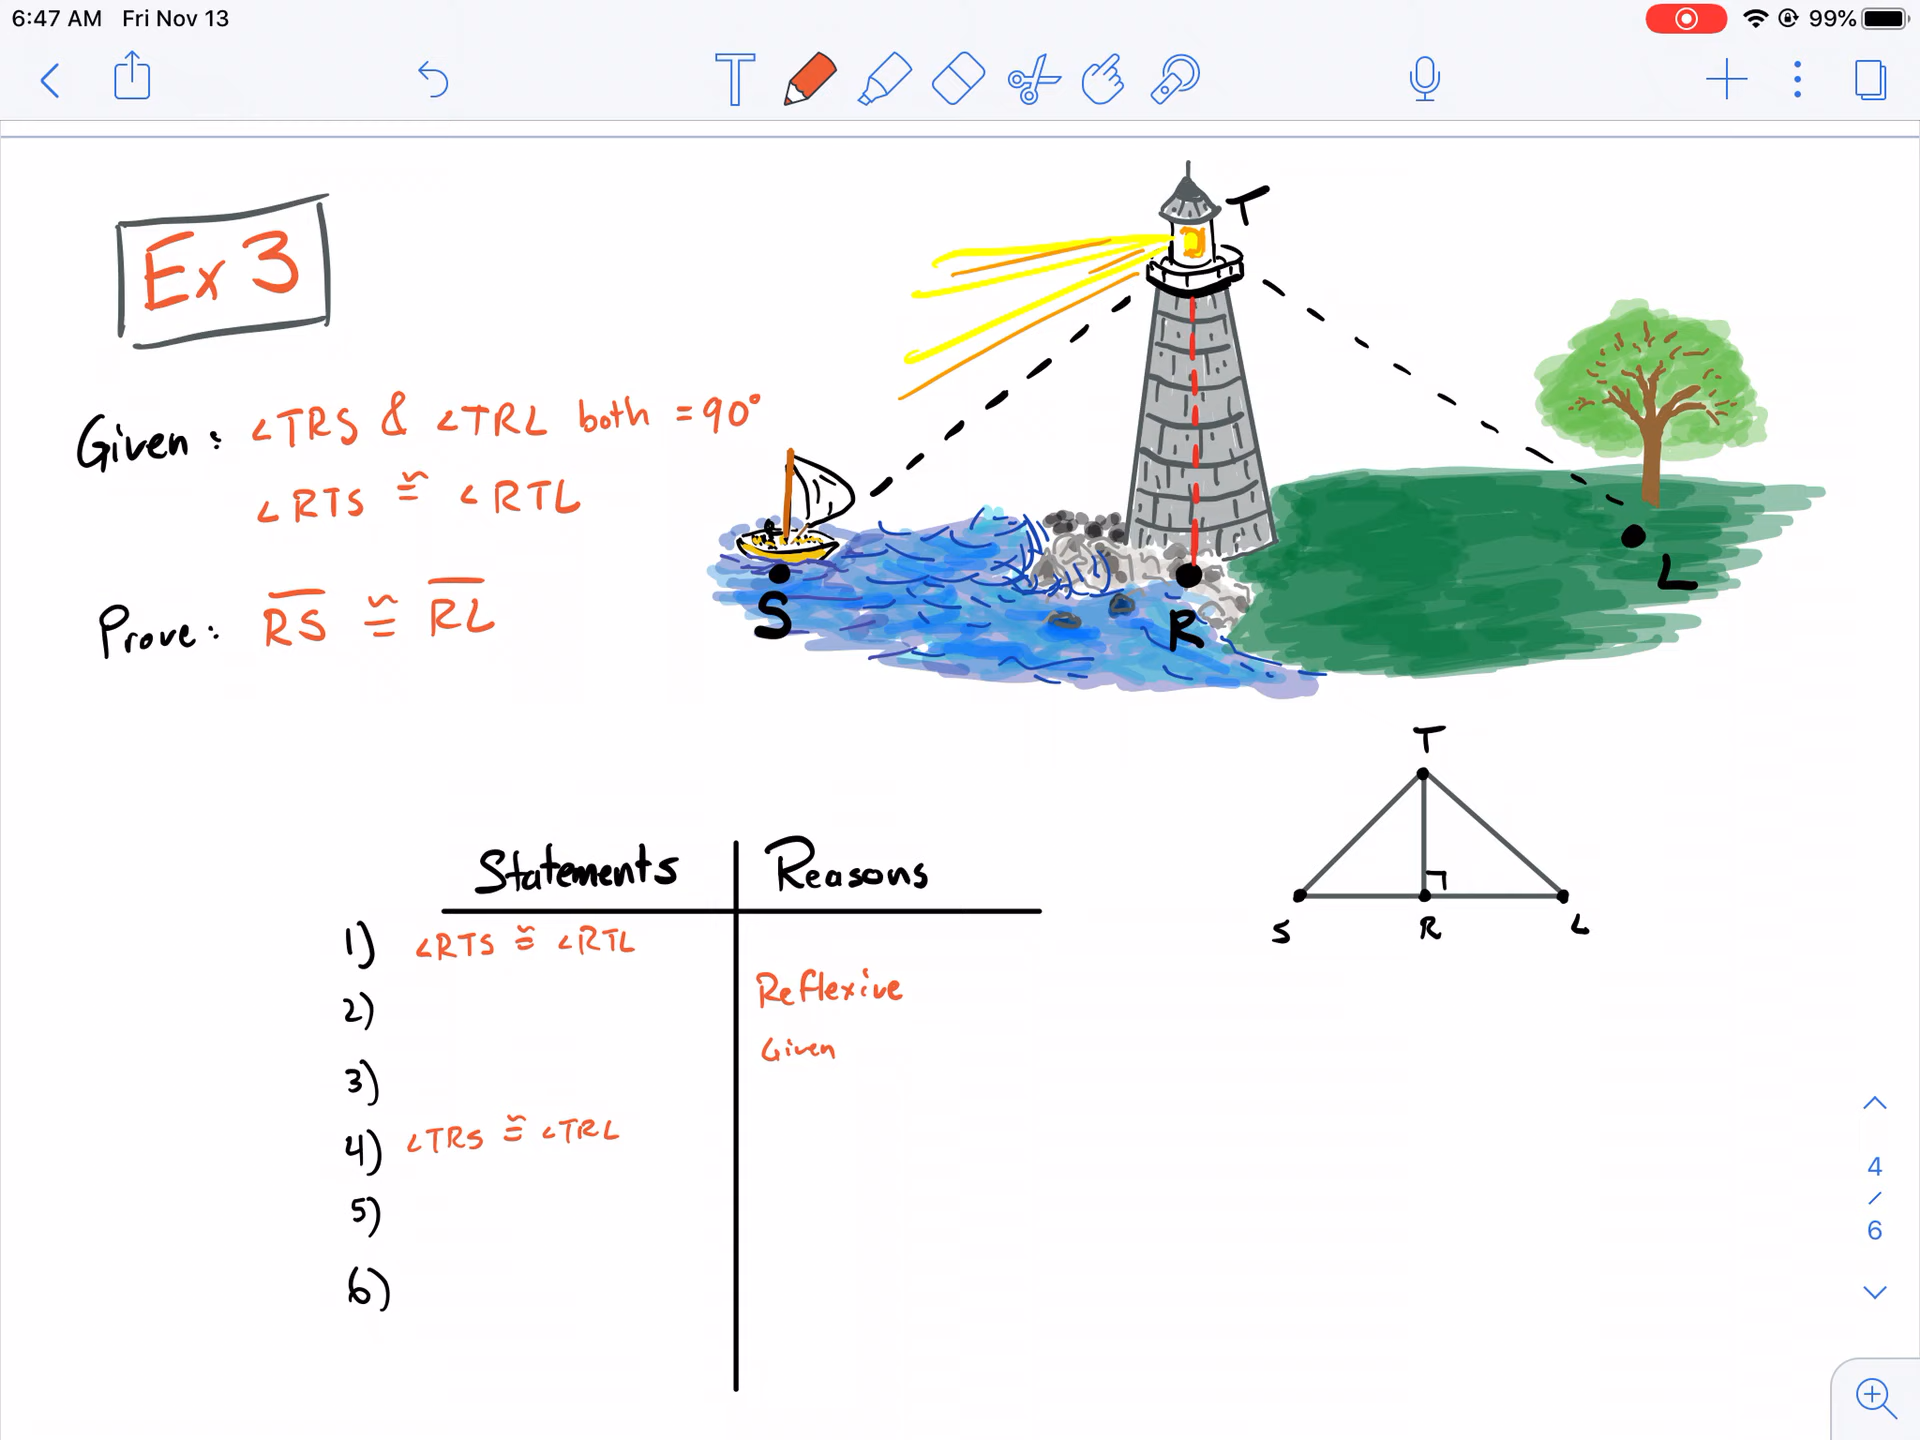 6:47 AM Fri Nov 13 99%
Ex 3
T
Given: ∠TRS & ∠TRL both = 90°
∠RTS ≅ ∠RTL
Prove: RS ≅ RL
S
R
L
T
S R L
Statements Reasons
1) ∠RTS ≅ ∠RTL
2) Reflexive
3) Given
4) ∠TRS ≅ ∠TRL
5)
6)
4
/
6